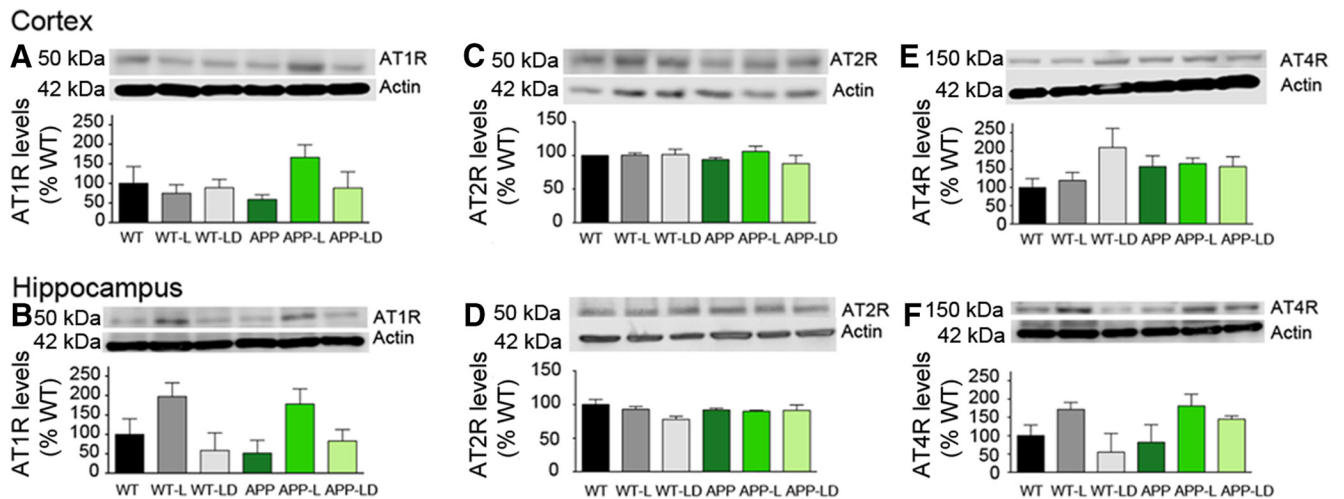 Cortex
A
50 kDa
AT1R
42 kDa
Actin
AT1R levels
(% WT)
250
200
150
100
50
0
WT WT-L WT-LD APP APP-L APP-LD
C
50 kDa
AT2R
42 kDa
Actin
AT2R levels
(% WT)
150
100
50
0
WT WT-L WT-LD APP APP-L APP-LD
E
150 kDa
AT4R
42 kDa
Actin
AT4R levels
(% WT)
250
200
150
100
50
0
WT WT-L WT-LD APP APP-L APP-LD
Hippocampus
B
50 kDa
AT1R
42 kDa
Actin
AT1R levels
(% WT)
250
200
150
100
50
0
WT WT-L WT-LD APP APP-L APP-LD
D
50 kDa
AT2R
42 kDa
Actin
AT2R levels
(% WT)
150
100
50
0
WT WT-L WT-LD APP APP-L APP-LD
F
150 kDa
AT4R
42 kDa
Actin
AT4R levels
(% WT)
250
200
150
100
50
0
WT WT-L WT-LD APP APP-L APP-LD